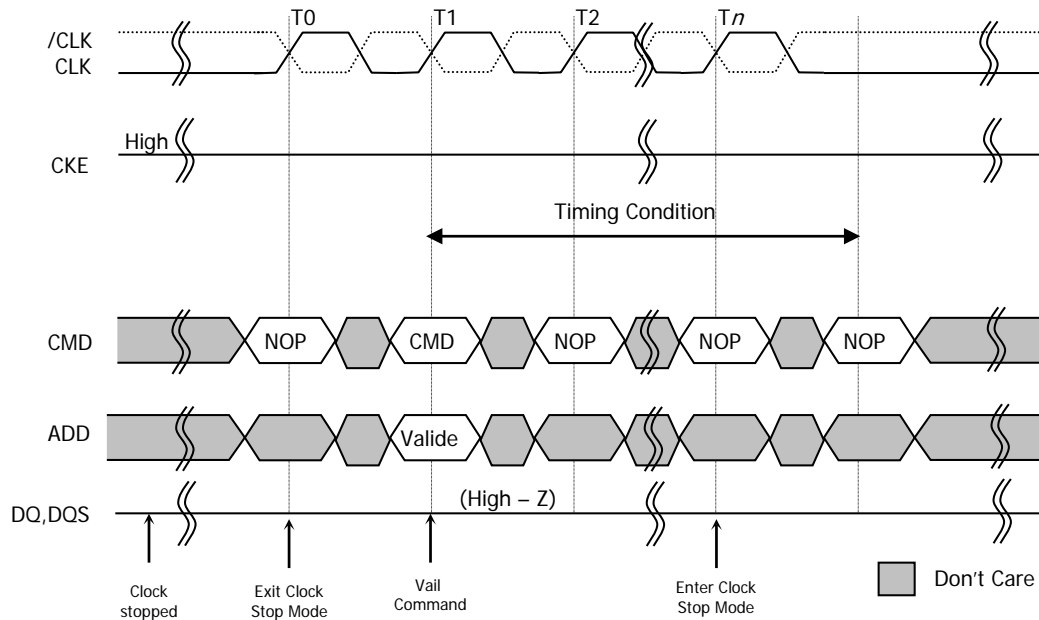 T0 T1 T2 Tn
/CLK
CLK
High
CKE
Timing Condition
CMD NOP CMD NOP NOP NOP
ADD Valide
(High – Z)
DQ,DQS
Clock
stopped
Exit Clock
Stop Mode
Vail
Command
Enter Clock
Stop Mode
Don't Care